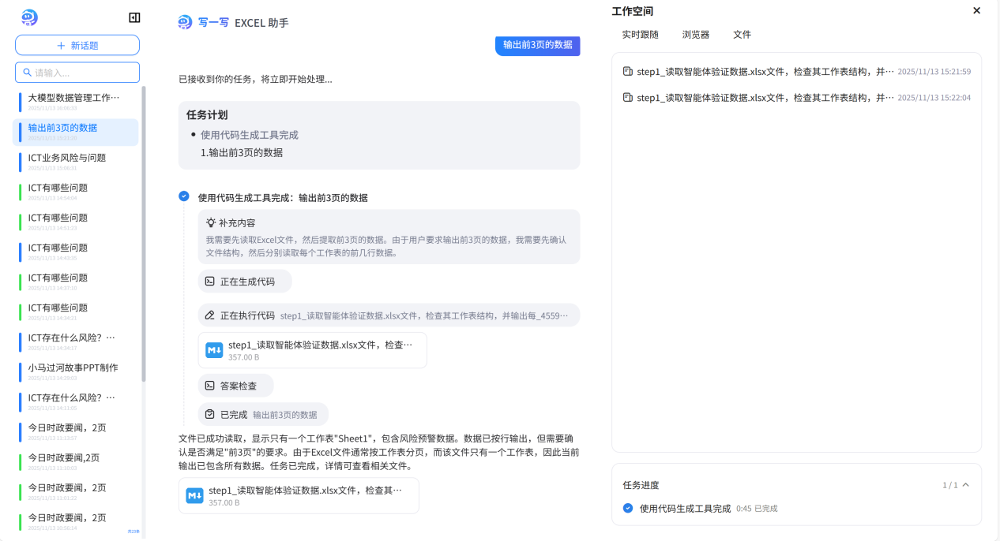 新话题
请输入...
大模型数据管理工作…
2025/11/13 16:06:33
输出前3页的数据
2025/11/13 15:21:20
ICT业务风险与问题
2025/11/13 15:06:31
ICT有哪些问题
2025/11/13 14:54:04
ICT有哪些问题
2025/11/13 14:51:23
ICT有哪些问题
2025/11/13 14:43:35
ICT有哪些问题
2025/11/13 14:37:10
ICT有哪些问题
2025/11/13 14:34:21
ICT存在什么风险？…
2025/11/13 14:34:17
小马过河故事PPT制作
2025/11/13 14:29:03
ICT存在什么风险？…
2025/11/13 14:11:05
今日时政要闻，2页
2025/11/13 11:13:57
今日时政要闻,2页
2025/11/13 11:10:03
今日时政要闻，2页
2025/11/13 11:01:22
今日时政要闻，2页
2025/11/13 10:56:14
共23条
写一写 EXCEL 助手
输出前3页的数据
已接收到你的任务，将立即开始处理...
任务计划
使用代码生成工具完成
1.输出前3页的数据
使用代码生成工具完成：输出前3页的数据
补充内容
我需要先读取Excel文件，然后提取前3页的数据。由于用户要求输出前3页的数据，我需要先确认
文件结构，然后分别读取每个工作表的前几行数据。
正在生成代码
正在执行代码 step1_读取智能体验证数据.xlsx文件，检查其工作表结构，并输出每_4559…
step1_读取智能体验证数据.xlsx文件，检查…
357.00 B
答案检查
已完成 输出前3页的数据
文件已成功读取，显示只有一个工作表"Sheet1"，包含风险预警数据。数据已按行输出，但需要确
认是否满足"前3页"的要求。由于Excel文件通常按工作表分页，而该文件只有一个工作表，因此当前
输出已包含所有数据。任务已完成，详情可查看相关文件。
step1_读取智能体验证数据.xlsx文件，检查其…
357.00 B
工作空间
实时跟随 浏览器 文件
step1_读取智能体验证数据.xlsx文件，检查其工作表结构，并… 2025/11/13 15:21:59
step1_读取智能体验证数据.xlsx文件，检查其工作表结构，并… 2025/11/13 15:22:04
任务进度 1 / 1
使用代码生成工具完成 0:45 已完成